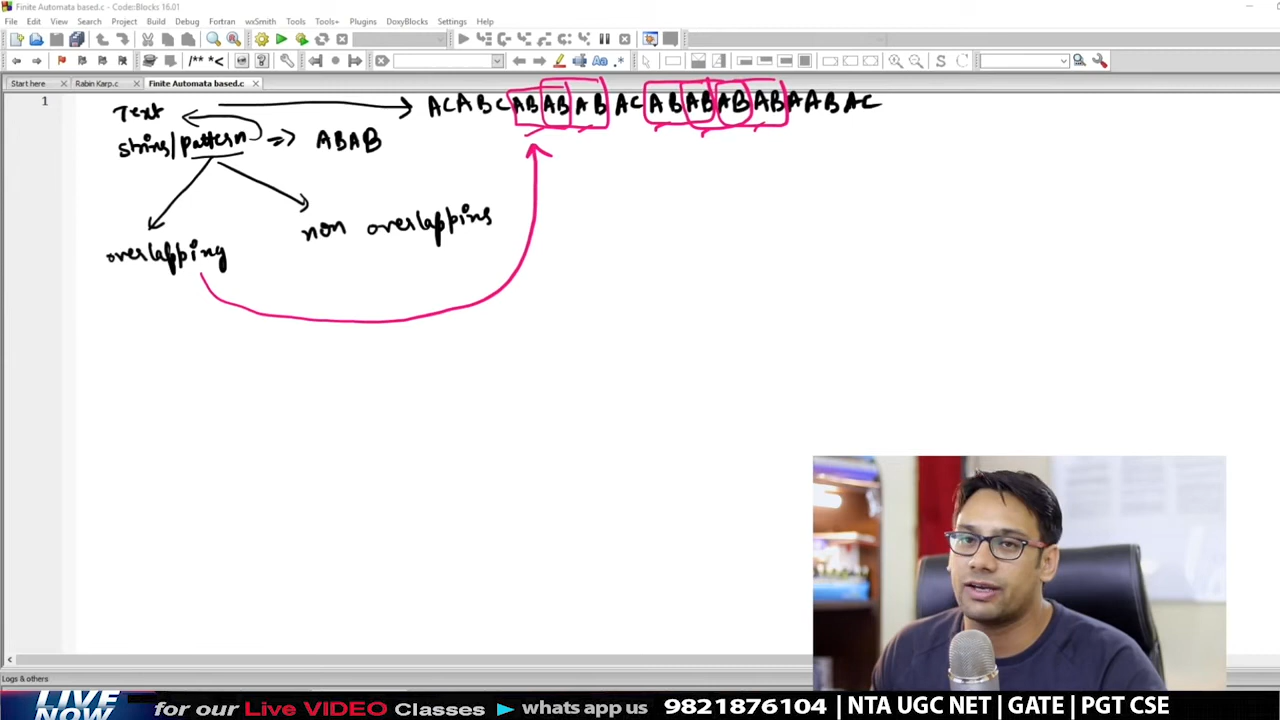 Finite Automata based.c - Code::Blocks 16.01
File Edit View Search Project Build Debug Fortran wxSmith Tools Tools+ Plugins DoxyBlocks Settings Help
/** *< Aa .* S C
Start here Rabin Karp.c Finite Automata based.c
1
Text ACABCABABABACABABABABAABAC
string/pattern => ABAB
overlapping non overlapping
Logs & others
LIVE NOW for our Live VIDEO Classes whats app us 9821876104 | NTA UGC NET | GATE | PGT CSE